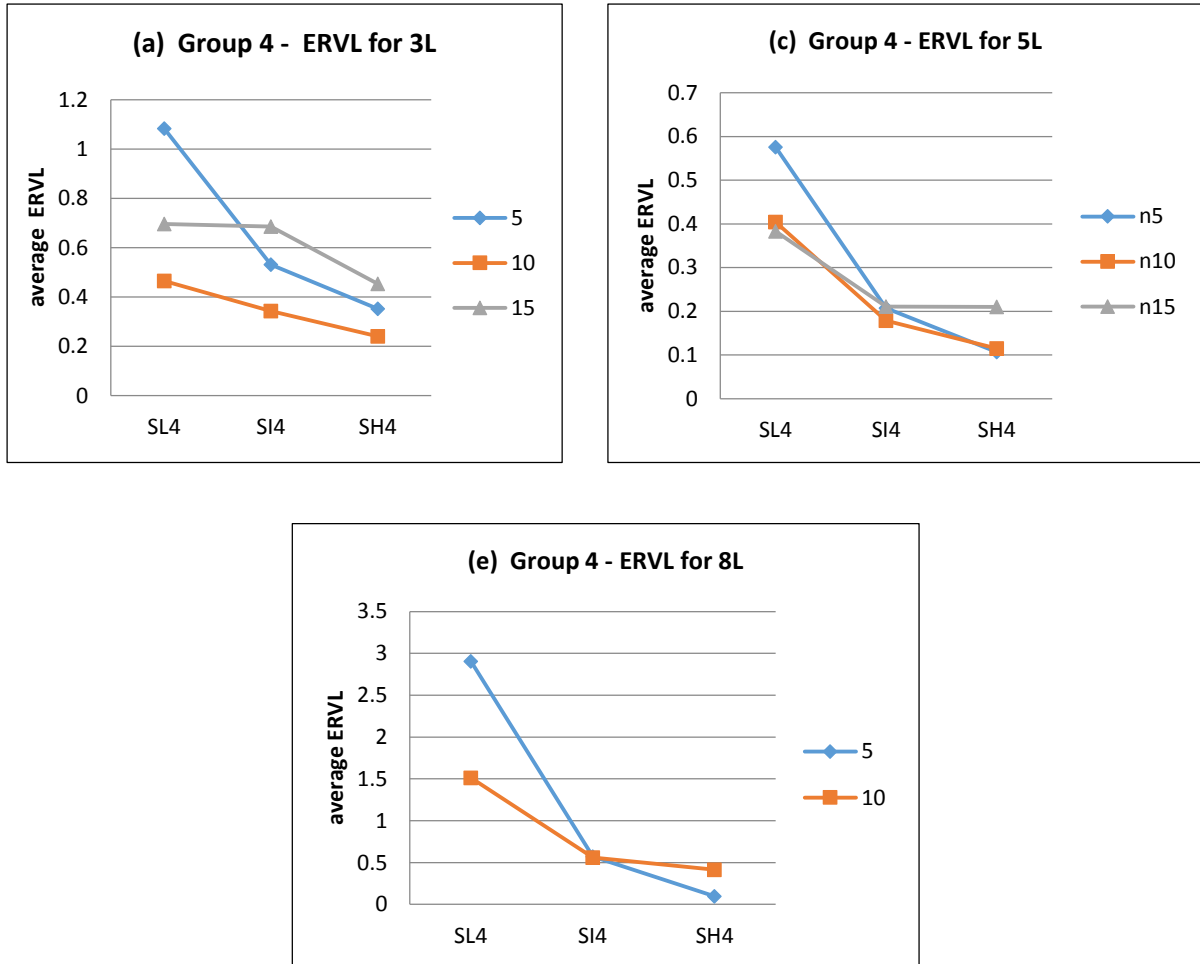 (a) Group 4 - ERVL for 3L
average ERVL
1.2
1
0.8
0.6
0.4
0.2
0
SL4 SI4 SH4
5
10
15
(c) Group 4 - ERVL for 5L
average ERVL
0.7
0.6
0.5
0.4
0.3
0.2
0.1
0
SL4 SI4 SH4
n5
n10
n15
(e) Group 4 - ERVL for 8L
average ERVL
3.5
3
2.5
2
1.5
1
0.5
0
SL4 SI4 SH4
5
10